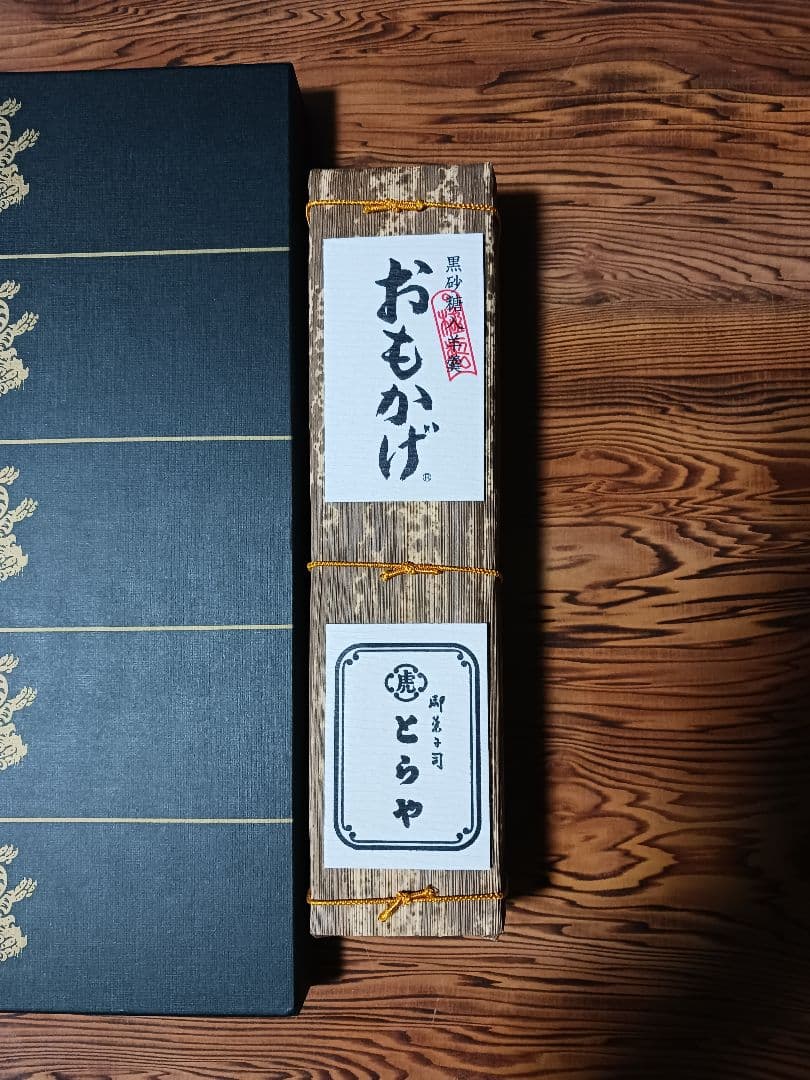 黒砂糖入羊羹
おもかげ®
虎
御菓子司
とらや